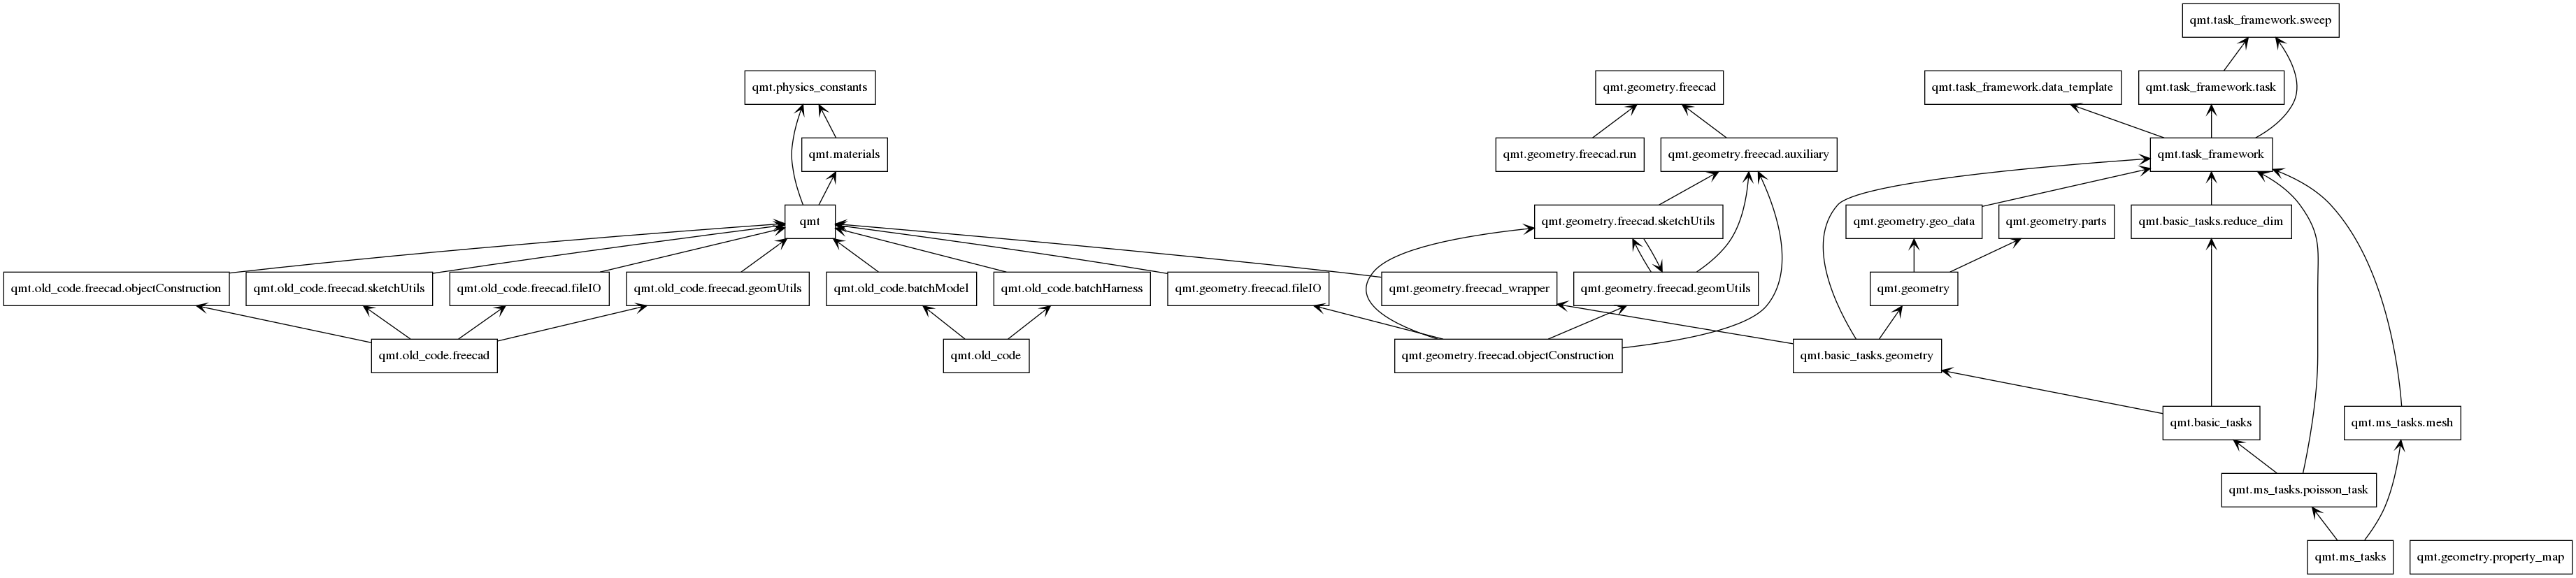 qmt.task_framework.sweep
qmt.physics_constants
qmt.geometry.freecad
qmt.task_framework.data_template
qmt.task_framework.task
qmt.materials
qmt.geometry.freecad.run
qmt.geometry.freecad.auxiliary
qmt.task_framework
qmt
qmt.geometry.freecad.sketchUtils
qmt.geometry.geo_data
qmt.geometry.parts
qmt.basic_tasks.reduce_dim
qmt.old_code.freecad.objectConstruction
qmt.old_code.freecad.sketchUtils
qmt.old_code.freecad.fileIO
qmt.old_code.freecad.geomUtils
qmt.old_code.batchModel
qmt.old_code.batchHarness
qmt.geometry.freecad.fileIO
qmt.geometry.freecad_wrapper
qmt.geometry.freecad.geomUtils
qmt.geometry
qmt.old_code.freecad
qmt.old_code
qmt.geometry.freecad.objectConstruction
qmt.basic_tasks.geometry
qmt.basic_tasks
qmt.ms_tasks.mesh
qmt.ms_tasks.poisson_task
qmt.ms_tasks
qmt.geometry.property_map